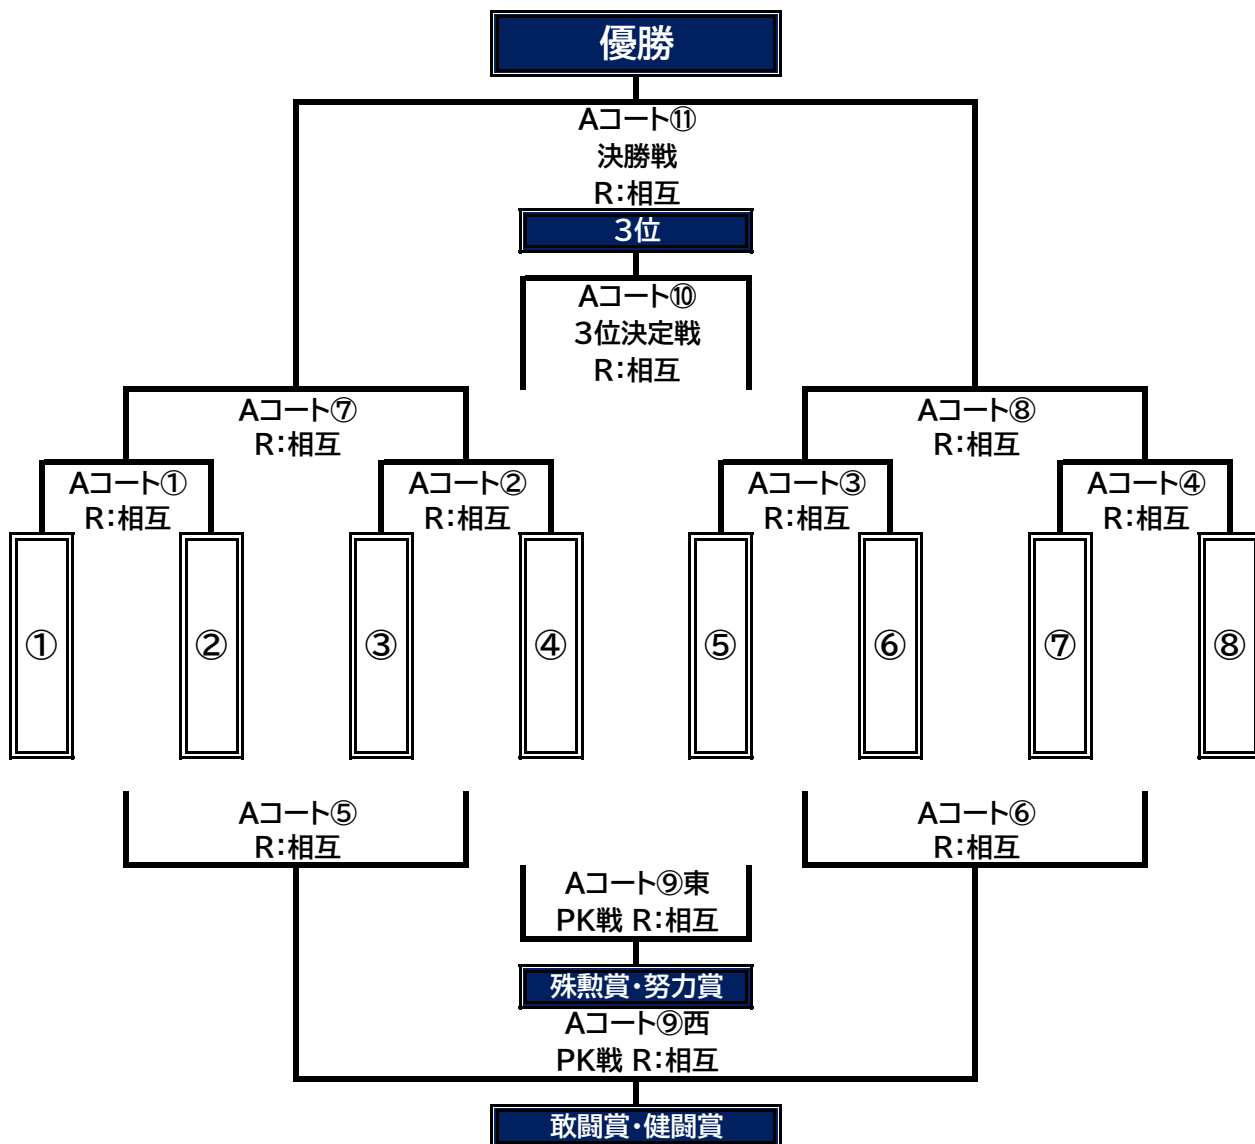 優勝
Aコート⑪
決勝戦
R:相互
3位
Aコート⑩
3位決定戦
R:相互
Aコート⑦
R:相互
Aコート⑧
R:相互
Aコート①
R:相互
Aコート②
R:相互
Aコート③
R:相互
Aコート④
R:相互
①
②
③
④
⑤
⑥
⑦
⑧
Aコート⑤
R:相互
Aコート⑥
R:相互
Aコート⑨東
PK戦 R:相互
殊勲賞・努力賞
Aコート⑨西
PK戦 R:相互
敢闘賞・健闘賞